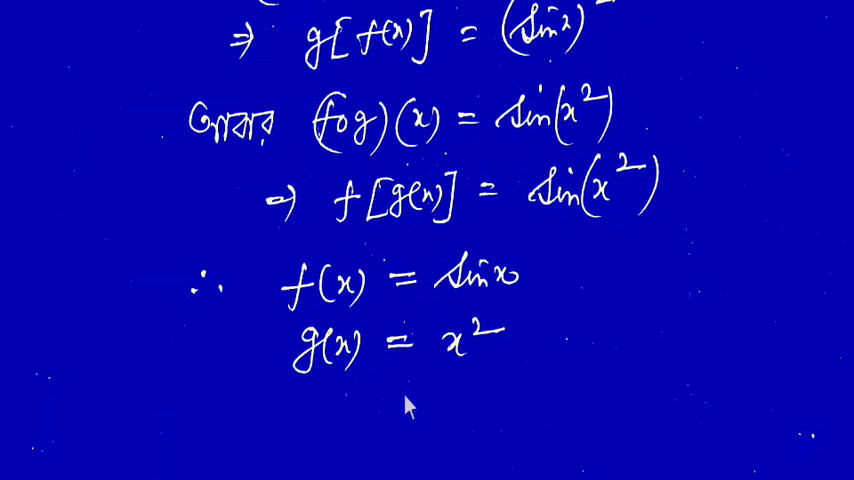 ⇒ g[f(x)] = (sin x)²
আবার (fog)(x) = sin(x²)
⇒ f[g(x)] = sin(x²)
∴ f(x) = sin x
g(x) = x²